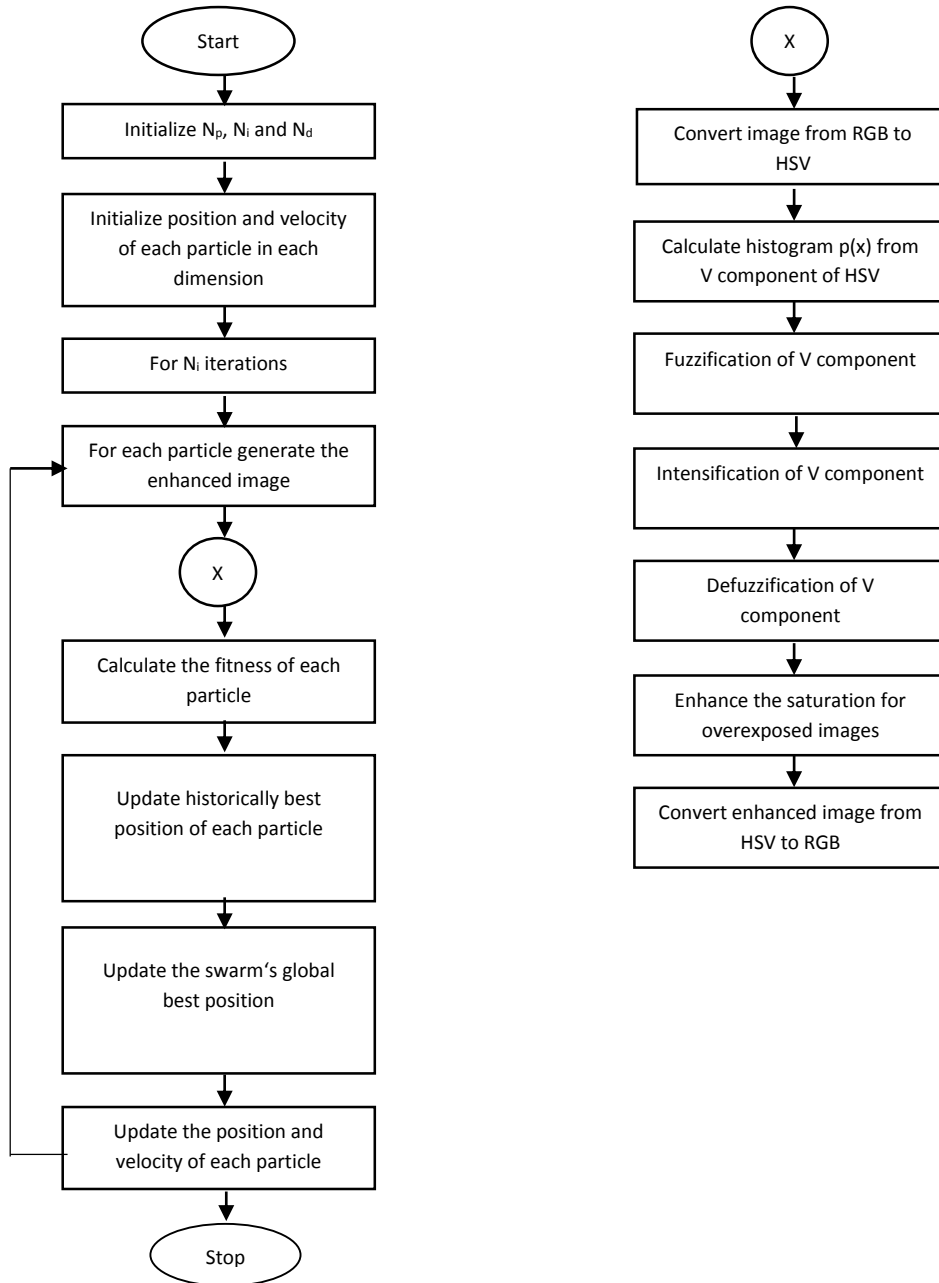 Start
Initialize Nₚ, Nᵢ and N_d
Initialize position and velocity
of each particle in each
dimension
For Nᵢ iterations
For each particle generate the
enhanced image
X
Calculate the fitness of each
particle
Update historically best
position of each particle
Update the swarm‘s global
best position
Update the position and
velocity of each particle
Stop
X
Convert image from RGB to
HSV
Calculate histogram p(x) from
V component of HSV
Fuzzification of V component
Intensification of V component
Defuzzification of V
component
Enhance the saturation for
overexposed images
Convert enhanced image from
HSV to RGB